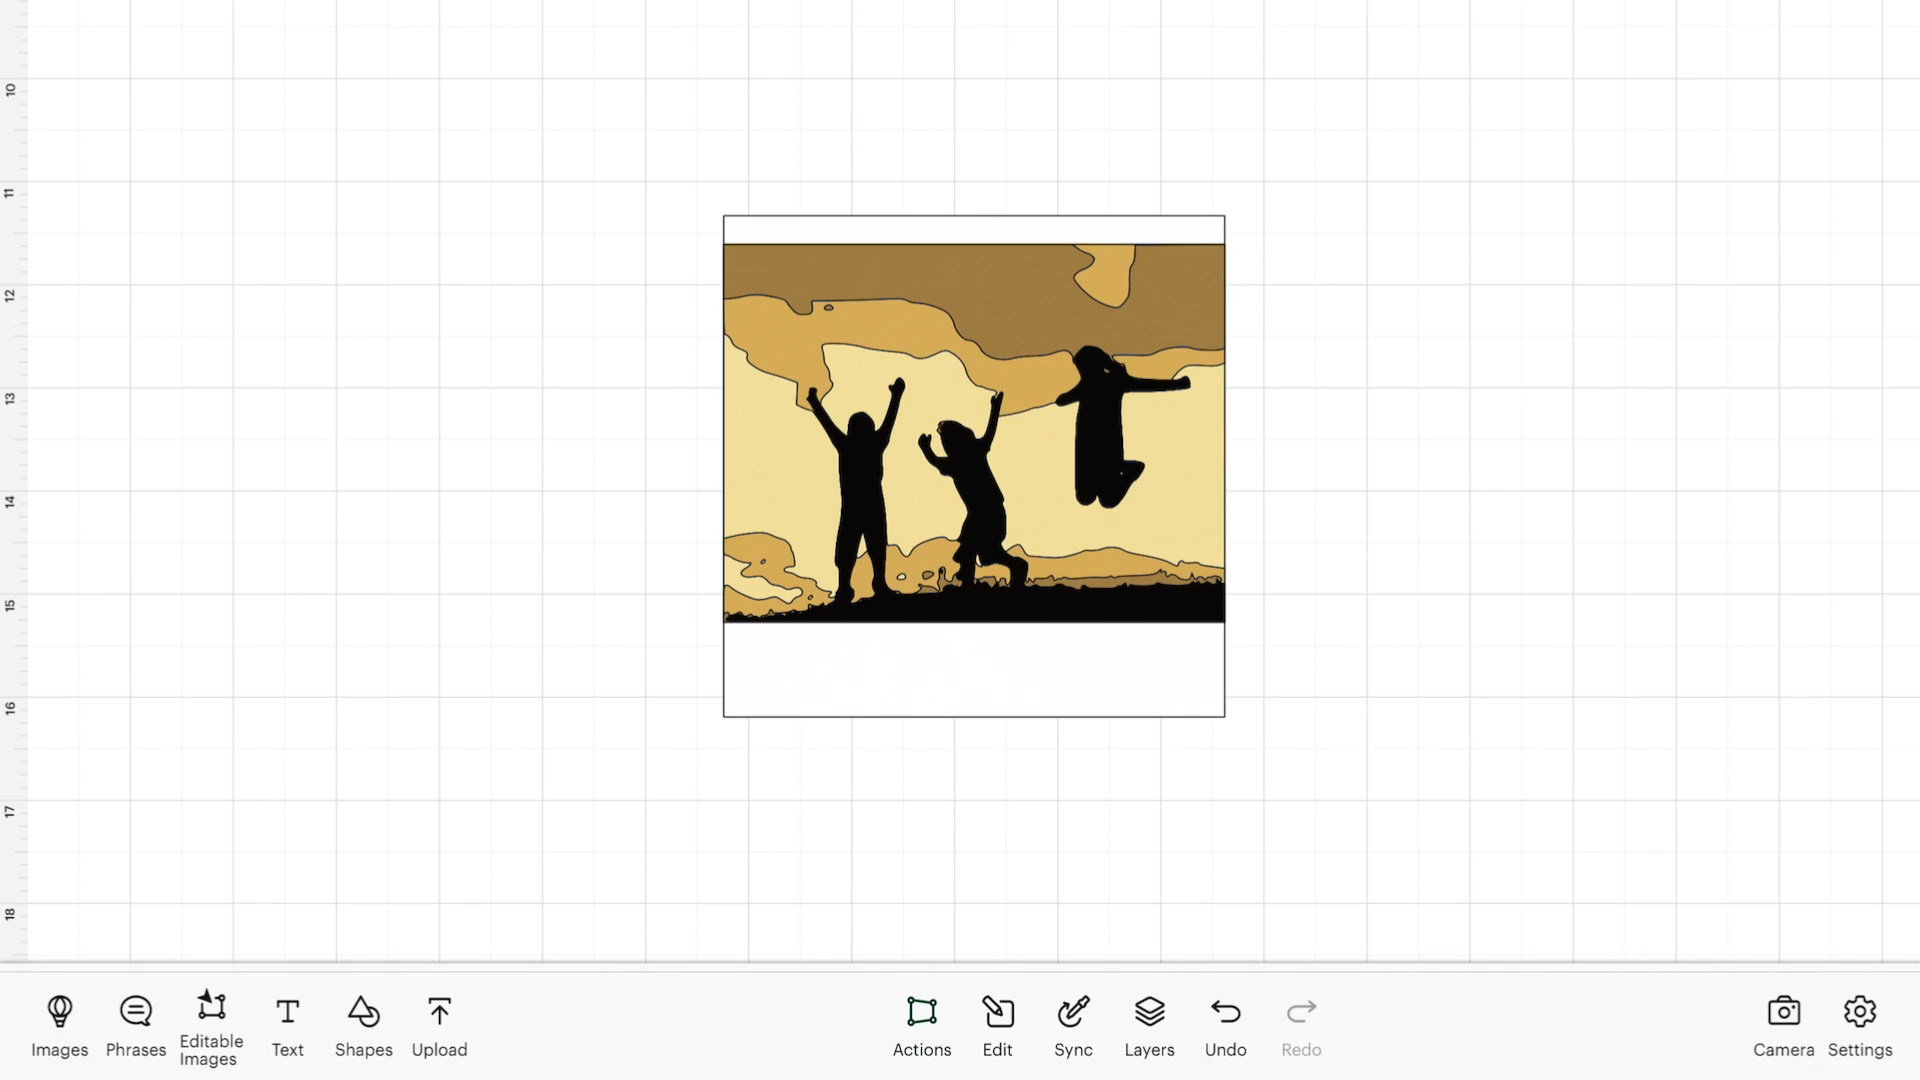 10
11
12
13
14
15
16
17
18
Images
Phrases
Editable
Images
Text
Shapes
Upload
Actions
Edit
Sync
Layers
Undo
Redo
Camera
Settings